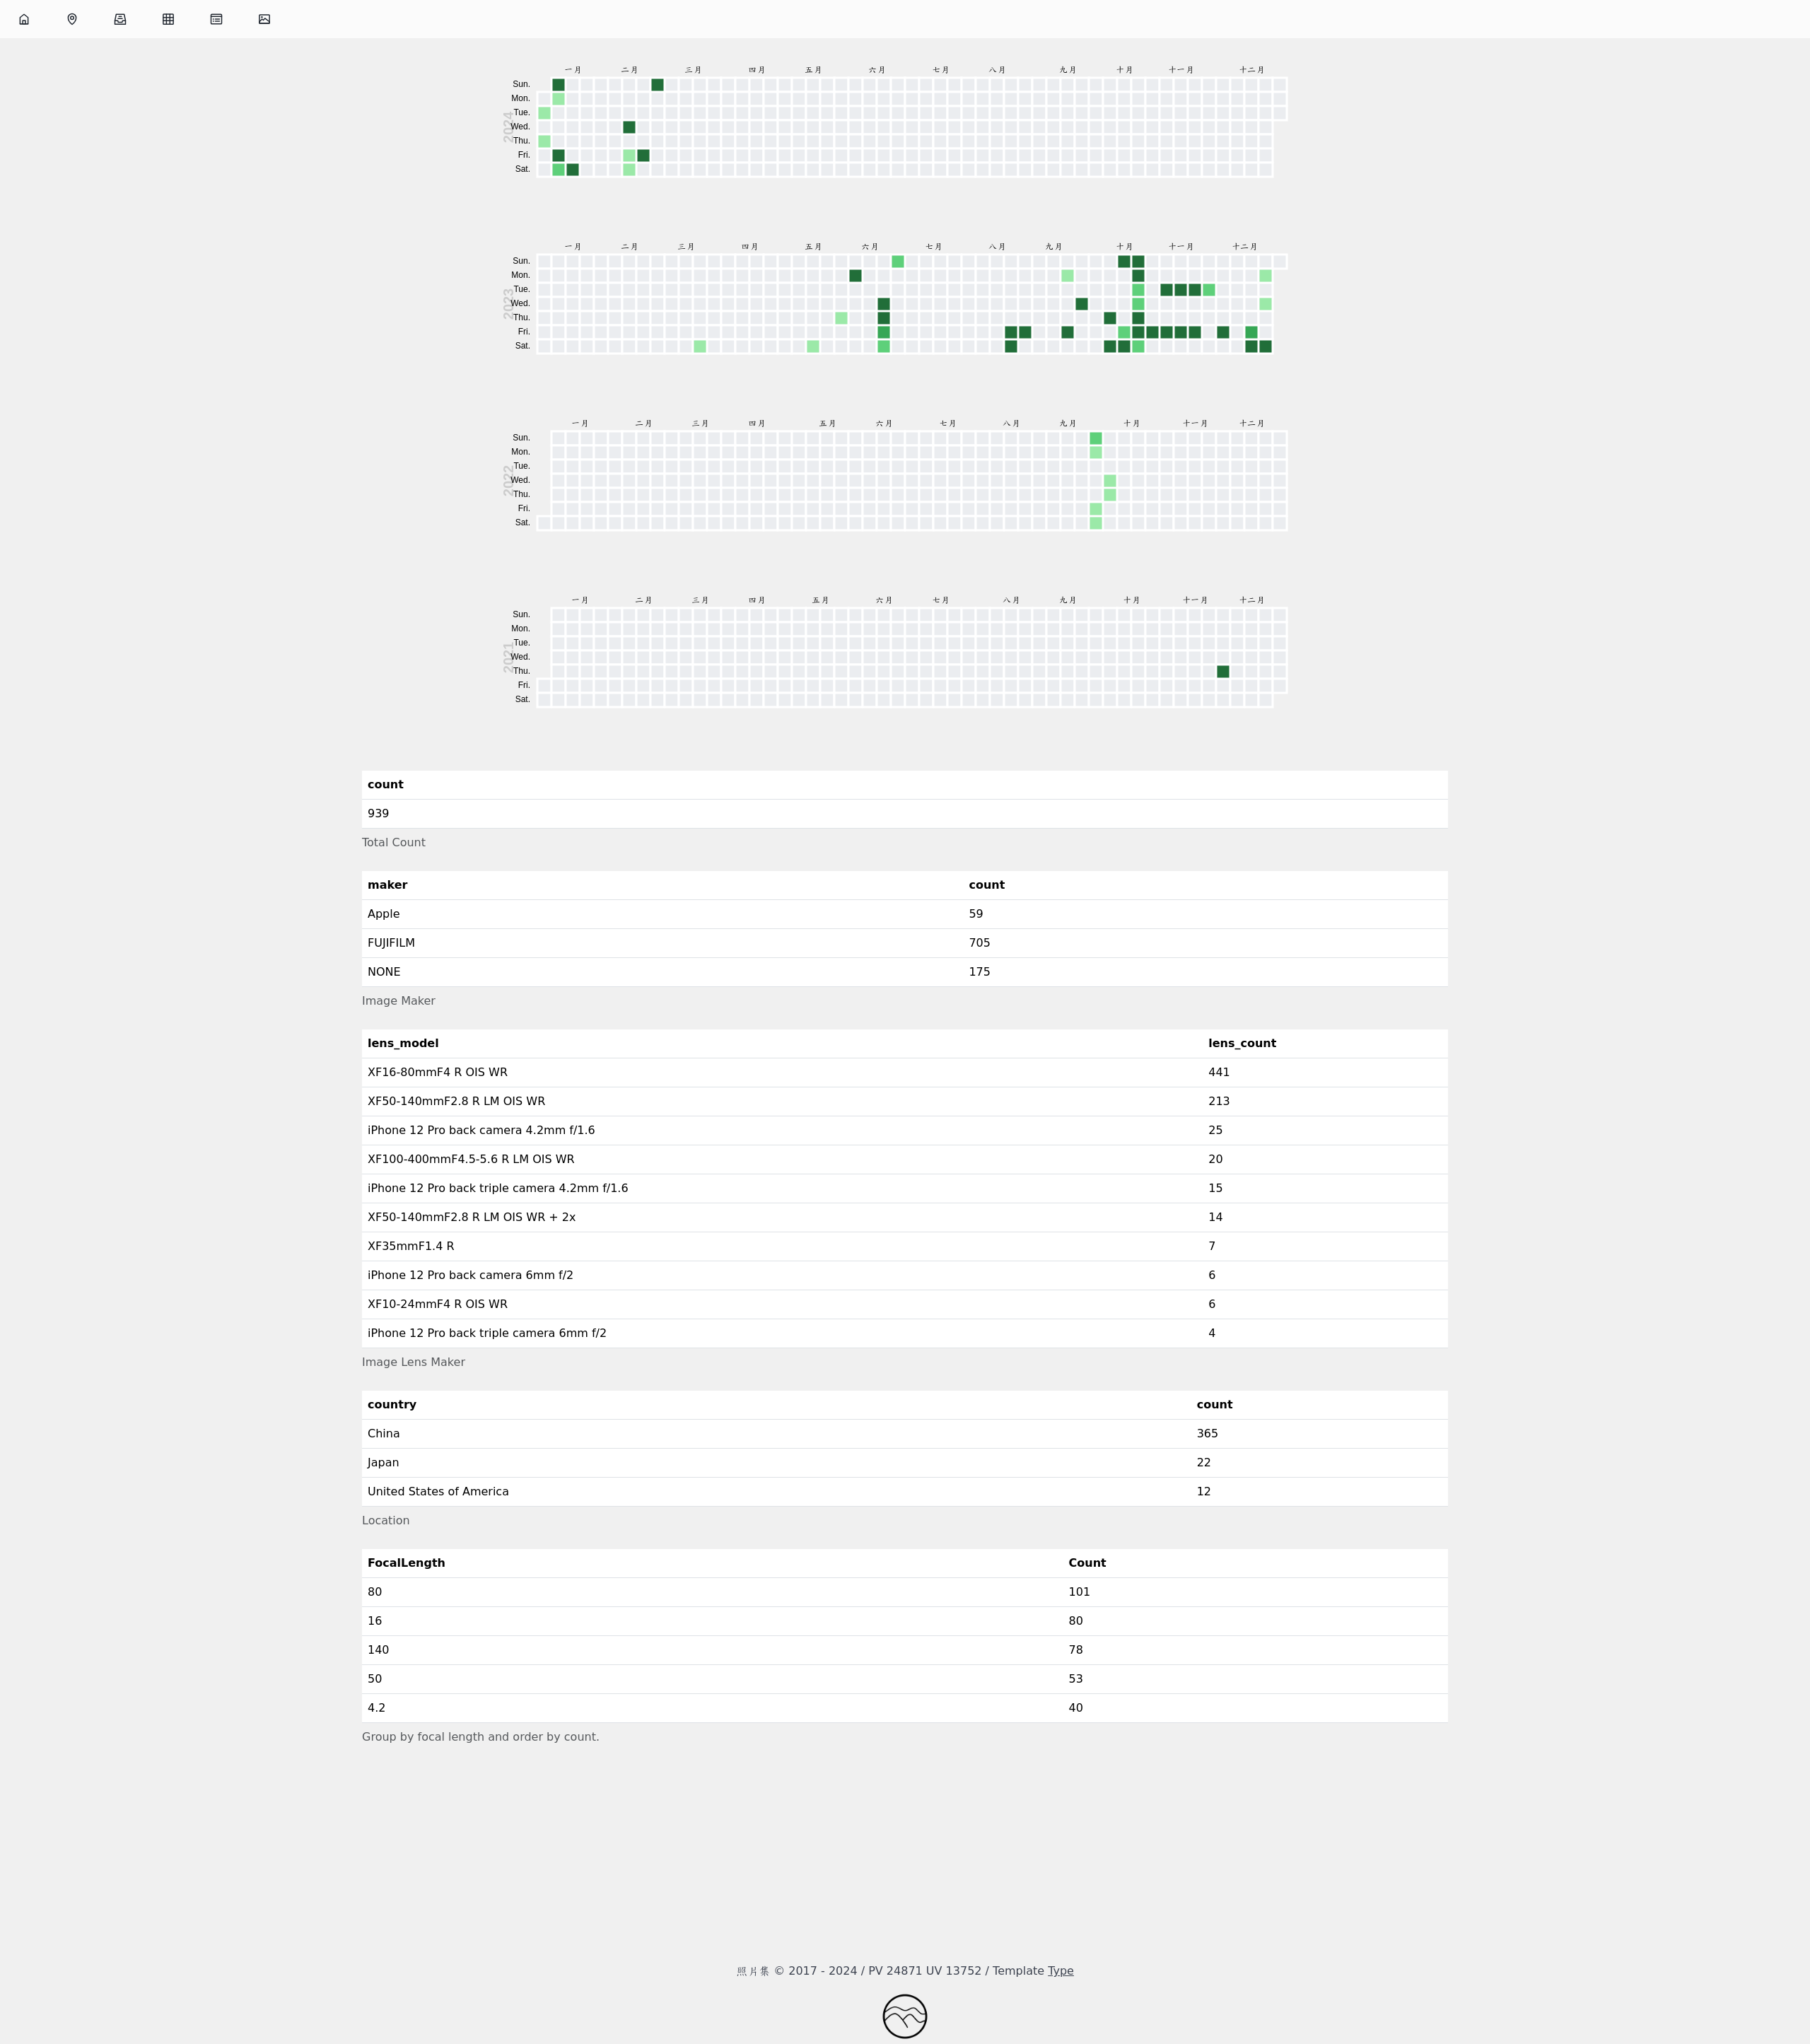 一月 二月 三月 四月 五月 六月 七月 八月 九月 十月 十一月 十二月
2024
Sun.
Mon.
Tue.
Wed.
Thu.
Fri.
Sat.
一月 二月 三月 四月 五月 六月 七月 八月 九月 十月 十一月 十二月
2023
Sun.
Mon.
Tue.
Wed.
Thu.
Fri.
Sat.
一月 二月 三月 四月 五月 六月 七月 八月 九月 十月 十一月 十二月
2022
Sun.
Mon.
Tue.
Wed.
Thu.
Fri.
Sat.
一月 二月 三月 四月 五月 六月 七月 八月 九月 十月 十一月 十二月
2021
Sun.
Mon.
Tue.
Wed.
Thu.
Fri.
Sat.
count
939
Total Count
maker count
Apple 59
FUJIFILM 705
NONE 175
Image Maker
lens_model lens_count
XF16-80mmF4 R OIS WR 441
XF50-140mmF2.8 R LM OIS WR 213
iPhone 12 Pro back camera 4.2mm f/1.6 25
XF100-400mmF4.5-5.6 R LM OIS WR 20
iPhone 12 Pro back triple camera 4.2mm f/1.6 15
XF50-140mmF2.8 R LM OIS WR + 2x 14
XF35mmF1.4 R 7
iPhone 12 Pro back camera 6mm f/2 6
XF10-24mmF4 R OIS WR 6
iPhone 12 Pro back triple camera 6mm f/2 4
Image Lens Maker
country count
China 365
Japan 22
United States of America 12
Location
FocalLength Count
80 101
16 80
140 78
50 53
4.2 40
Group by focal length and order by count.
照片集 © 2017 - 2024 / PV 24871 UV 13752 / Template Type